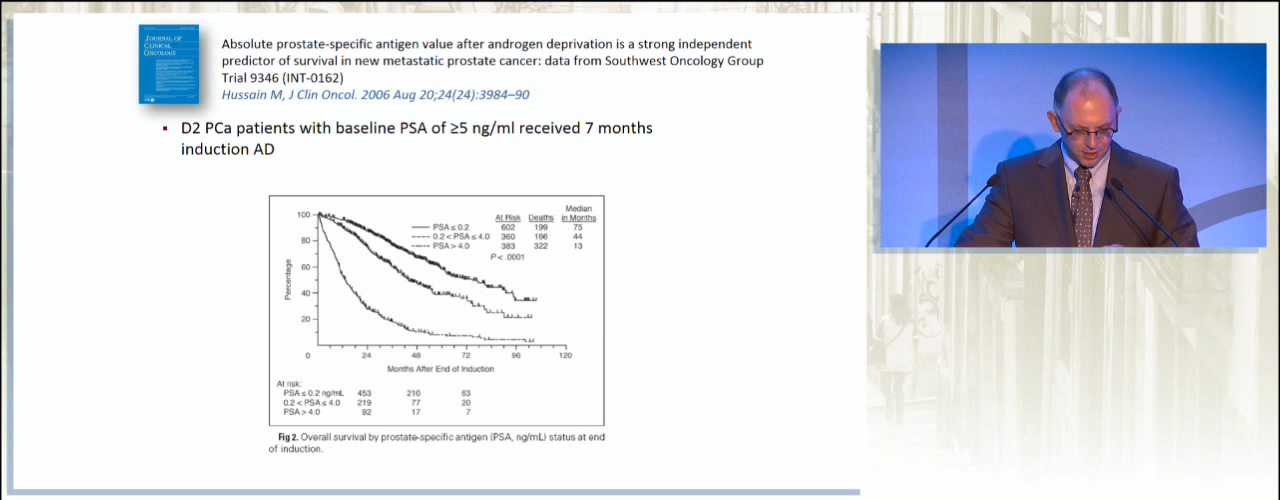 JOURNAL OF
CLINICAL
ONCOLOGY
Absolute prostate-specific antigen value after androgen deprivation is a strong independent
predictor of survival in new metastatic prostate cancer: data from Southwest Oncology Group
Trial 9346 (INT-0162)
Hussain M, J Clin Oncol. 2006 Aug 20;24(24):3984–90
▪ D2 PCa patients with baseline PSA of ≥5 ng/ml received 7 months
induction AD
Median
At Risk Deaths in Months
PSA ≤ 0.2 602 199 75
0.2 < PSA ≤ 4.0 360 166 44
PSA > 4.0 383 322 13
P < .0001
100
80
60
40
20
Percentage
0 24 48 72 96 120
Months After End of Induction
At risk:
PSA ≤ 0.2 ng/mL 453 210 63
0.2 < PSA ≤ 4.0 219 77 20
PSA > 4.0 92 17 7
Fig 2. Overall survival by prostate-specific antigen (PSA, ng/mL) status at end
of induction.